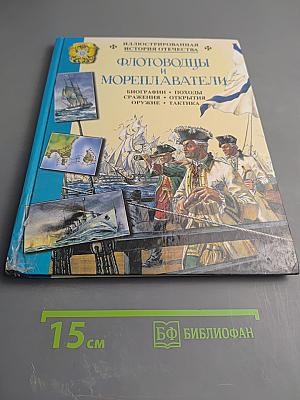 ИЛЛЮСТРИРОВАННАЯ
ИСТОРИЯ ОТЕЧЕСТВА
ФЛОТОВОДЦЫ
И
МОРЕПЛАВАТЕЛИ
БИОГРАФИИ • ПОХОДЫ
СРАЖЕНИЯ • ОТКРЫТИЯ
ОРУЖИЕ • ТАКТИКА
15 см
БФ БИБЛИОФАН